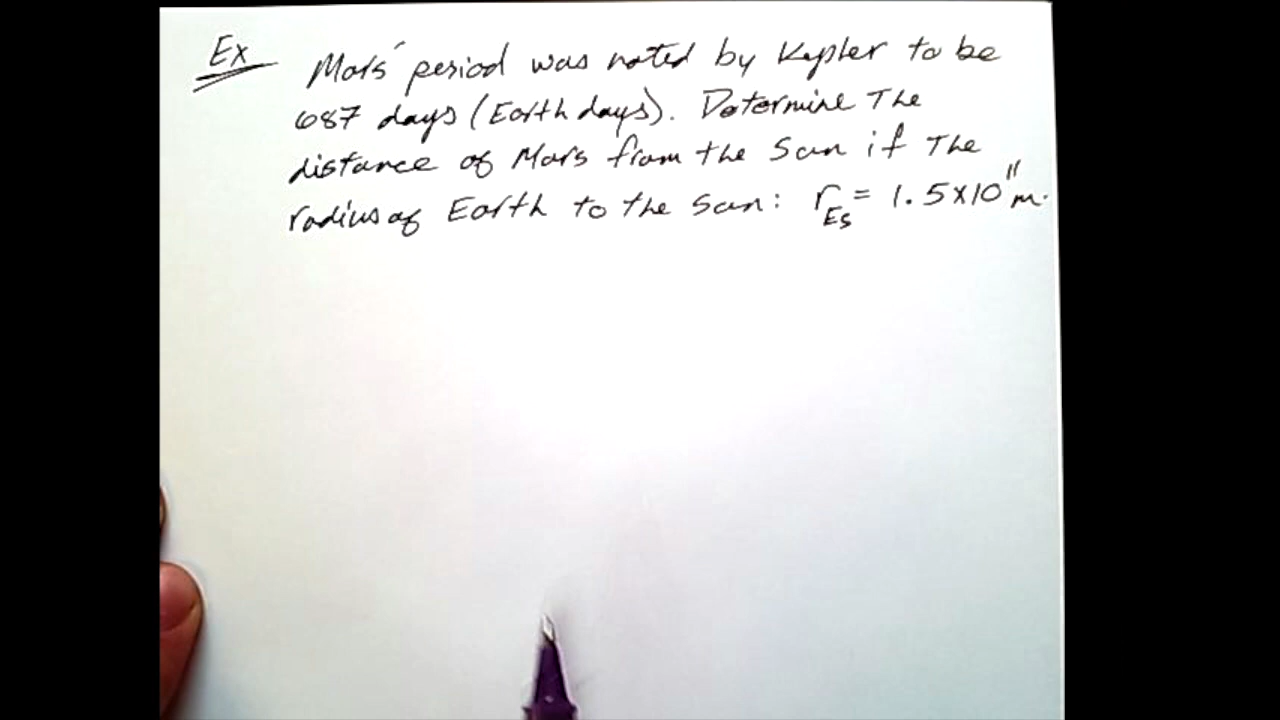 Ex Mars' period was noted by Kepler to be
687 days (Earth days). Determine The
distance of Mars from the Sun if The
radius of Earth to the Sun: r_ES = 1.5x10^11 m.